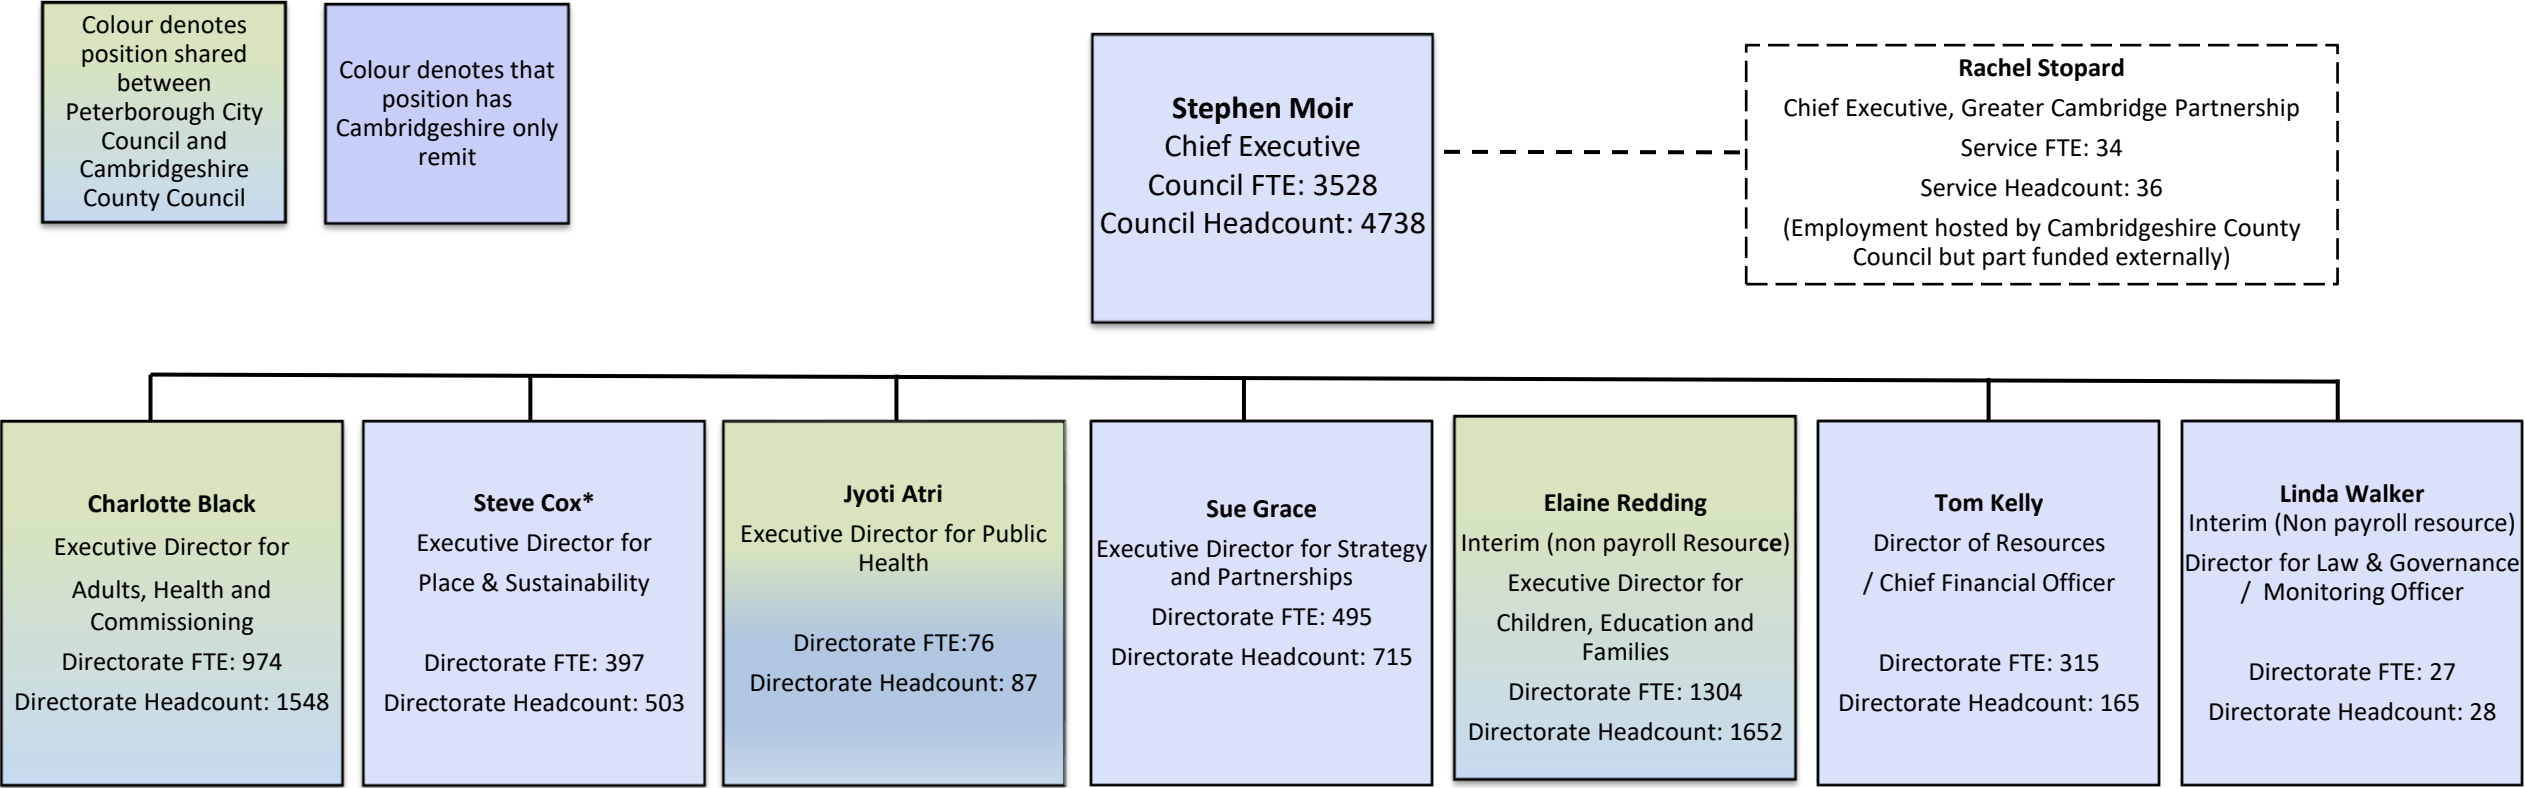 Colour denotes
position shared
between
Peterborough City
Council and
Cambridgeshire
County Council
Colour denotes that
position has
Cambridgeshire only
remit
Stephen Moir
Chief Executive
Council FTE: 3528
Council Headcount: 4738
Rachel Stopard
Chief Executive, Greater Cambridge Partnership
Service FTE: 34
Service Headcount: 36
(Employment hosted by Cambridgeshire County
Council but part funded externally)
Charlotte Black
Executive Director for
Adults, Health and
Commissioning
Directorate FTE: 974
Directorate Headcount: 1548
Steve Cox*
Executive Director for
Place & Sustainability
Directorate FTE: 397
Directorate Headcount: 503
Jyoti Atri
Executive Director for Public
Health
Directorate FTE:76
Directorate Headcount: 87
Sue Grace
Executive Director for Strategy
and Partnerships
Directorate FTE: 495
Directorate Headcount: 715
Elaine Redding
Interim (non payroll Resource)
Executive Director for
Children, Education and
Families
Directorate FTE: 1304
Directorate Headcount: 1652
Tom Kelly
Director of Resources
/ Chief Financial Officer
Directorate FTE: 315
Directorate Headcount: 165
Linda Walker
Interim (Non payroll resource)
Director for Law & Governance
/ Monitoring Officer
Directorate FTE: 27
Directorate Headcount: 28